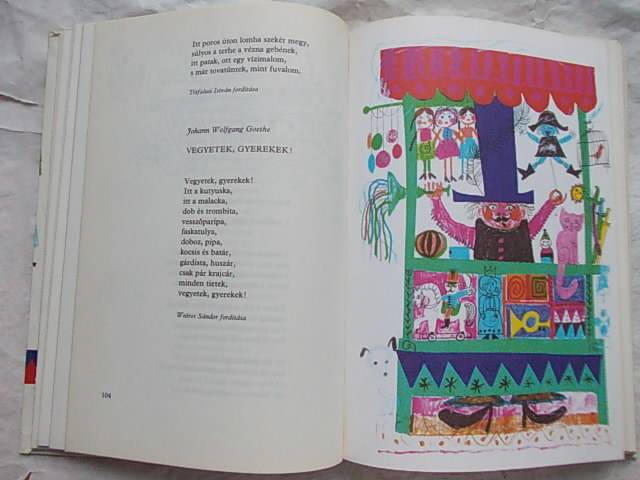 Itt poros úton lomha szekér megy,
súlyos a terhe a vézna gebének,
itt patak, ott egy vízimalom,
s már tovatűntek, mint fuvalom.
Tótfalusi István fordítása
Johann Wolfgang Goethe
VEGYETEK, GYEREKEK!
Vegyetek, gyerekek!
Itt a kutyuska,
itt a malacka,
dob és trombita,
vesszőparipa,
faskatulya,
doboz, pipa,
kocsis és batár,
gárdista, huszár,
csak pár krajcár,
minden tietek,
vegyetek, gyerekek!
Weöres Sándor fordítása
104